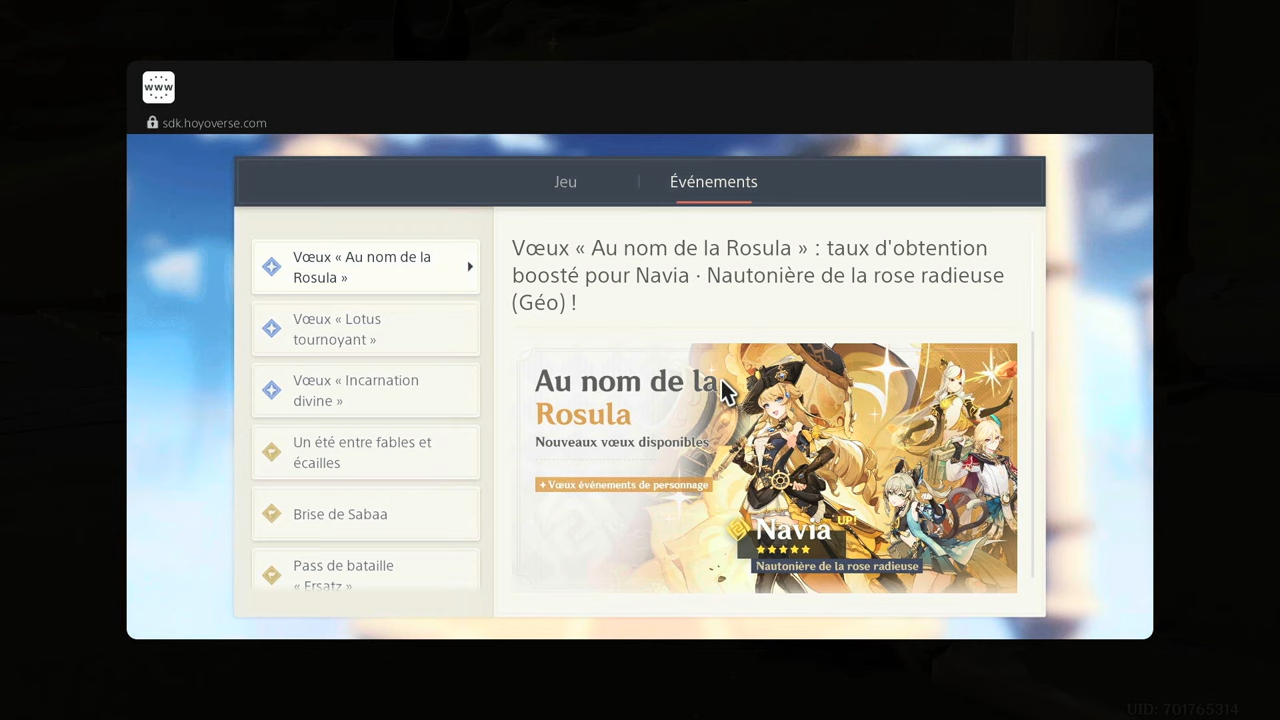 www
sdk.hoyoverse.com
Jeu
Événements
Vœux « Au nom de la
Rosula »
Vœux « Lotus
tournoyant »
Vœux « Incarnation
divine »
Un été entre fables et
écailles
Brise de Sabaa
Pass de bataille
« Ersatz »
Vœux « Au nom de la Rosula » : taux d'obtention
boosté pour Navia · Nautonière de la rose radieuse
(Géo) !
Au nom de la
Rosula
Nouveaux vœux disponibles
+ Vœux événements de personnage
Navia UP!
Nautonière de la rose radieuse
UID: 701765314